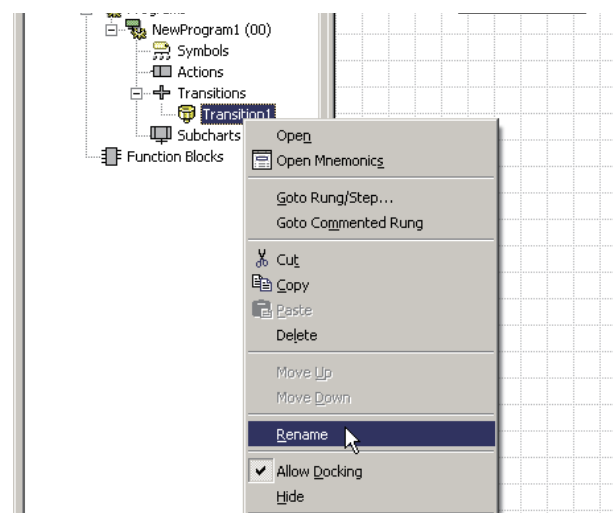 Programs
NewProgram1 (00)
Symbols
Actions
Transitions
Transition1
Subcharts
Function Blocks
Open
Open Mnemonics
Goto Rung/Step...
Goto Commented Rung
Cut
Copy
Paste
Delete
Move Up
Move Down
Rename
Allow Docking
Hide